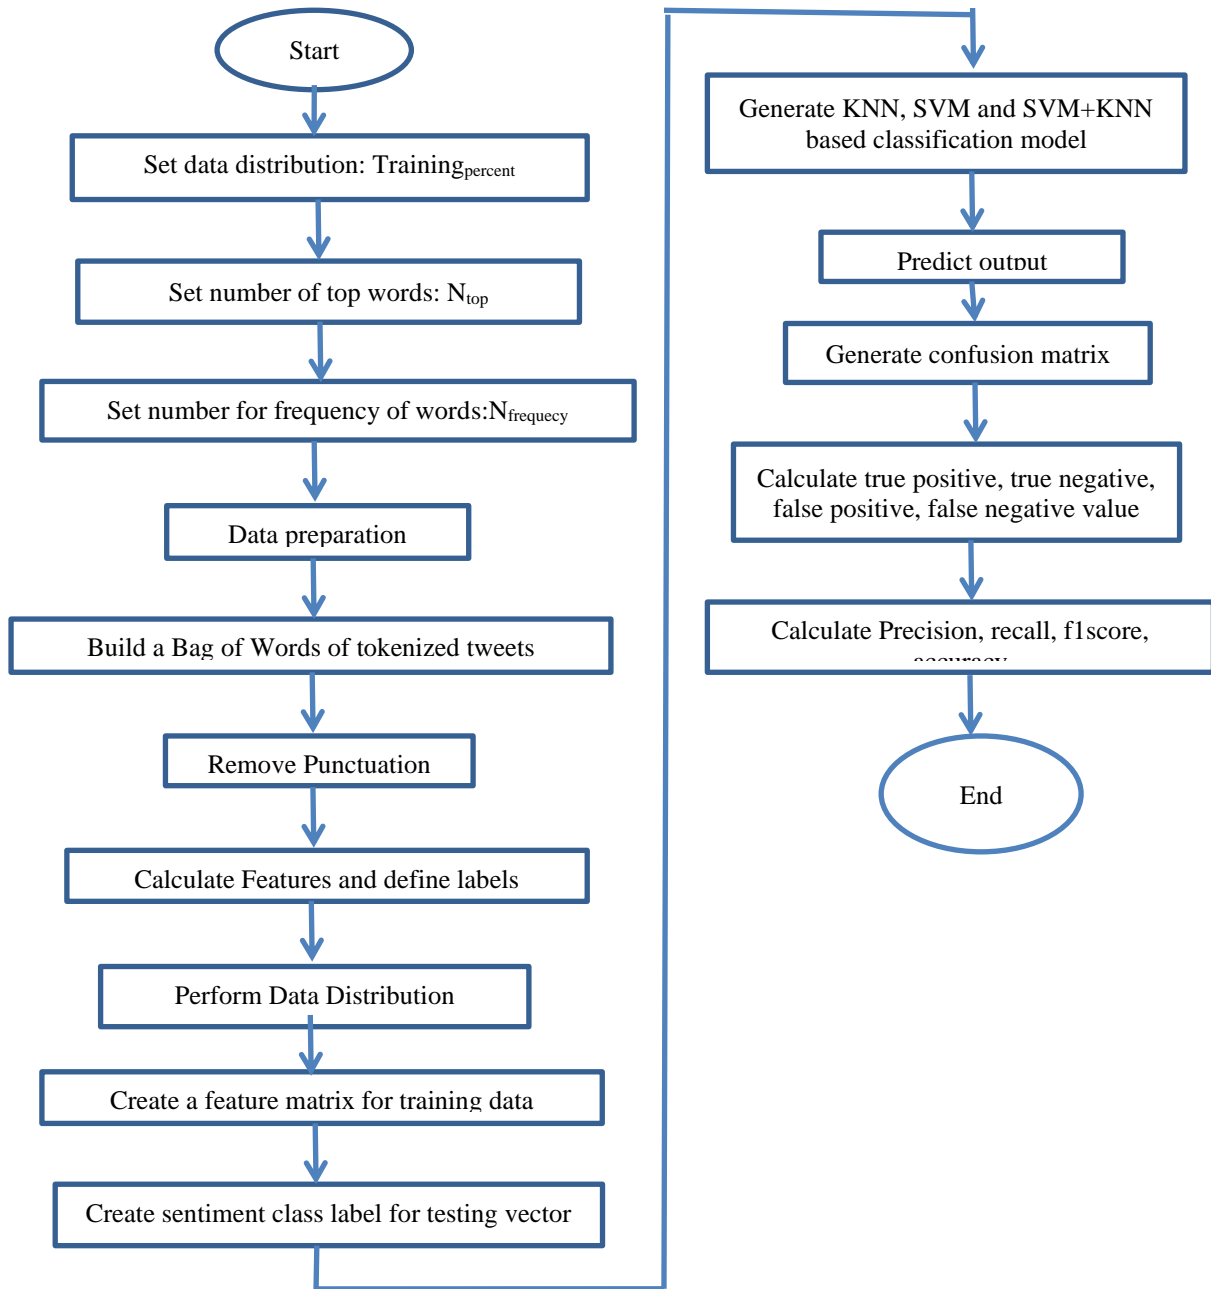 Start
Set data distribution: Trainingpercent
Set number of top words: Ntop
Set number for frequency of words:Nfrequecy
Data preparation
Build a Bag of Words of tokenized tweets
Remove Punctuation
Calculate Features and define labels
Perform Data Distribution
Create a feature matrix for training data
Create sentiment class label for testing vector
Generate KNN, SVM and SVM+KNN
based classification model
Predict output
Generate confusion matrix
Calculate true positive, true negative,
false positive, false negative value
Calculate Precision, recall, f1score,
accuracy
End